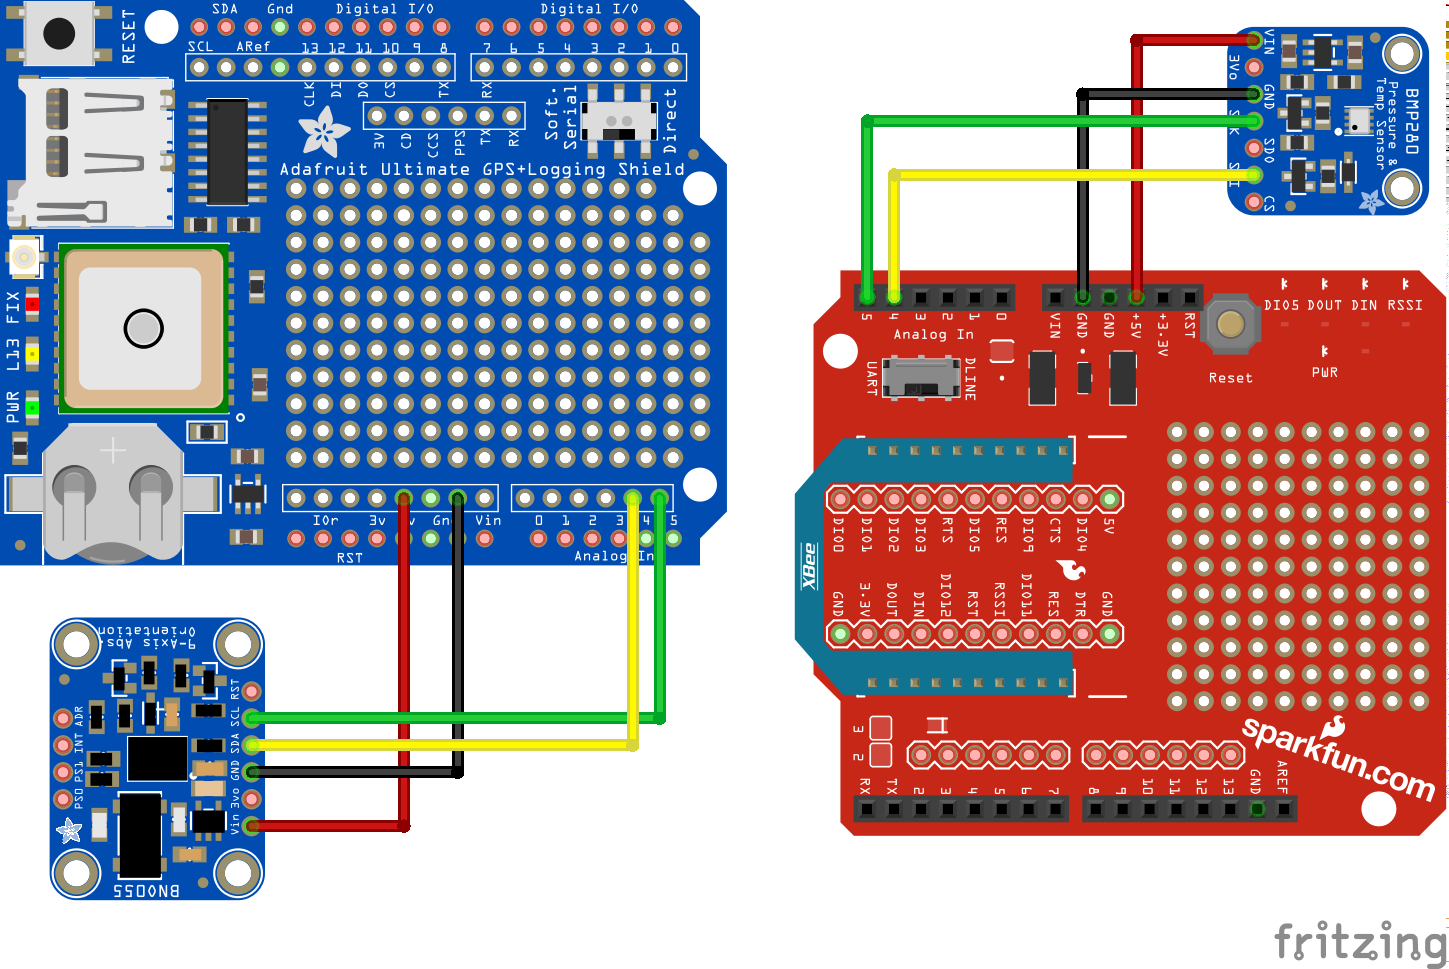 SDA Gnd Digital I/O Digital I/O
RESET
SCL ARef 13 12 11 10 9 8 7 6 5 4 3 2 1 0
CLK DI DO CS TX RX
3V CD CCS PPS TX RX
Soft. Serial Direct
Adafruit Ultimate GPS+Logging Shield
FIX
L13
PWR
IOr 3v Gn Vin 0 1 2 3 4 5
RST Analog In
9-Axis Abs.
Orientation
RST
SCL
SDA
GND
3vo
Vin
ADR
INT
PS1
PS0
BNO055
VIN
3Vo
GND
SDO
CS
BMP280
Pressure &
Temp Sensor
5 4 3 2 1 0 VIN GND GND +5V +3.3V RST
Analog In
DIO5 DOUT DIN RSSI
PWR
Reset
UART DLINE
XBee
DIO0 DIO1 DIO2 DIO3 RTS DIO5 RES DIO9 CTS DIO4 5V
GND 3.3V DOUT DIN DIO12 RST RSSI DIO11 RES DTR GND
sparkfun.com
3
2
RX TX 2 3 4 5 6 7 8 9 10 11 12 13 GND AREF
fritzing